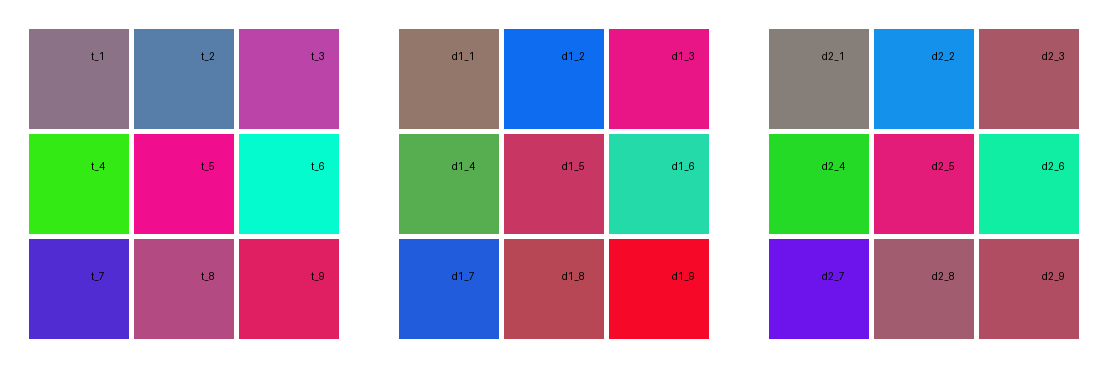 t_1 t_2 t_3 d1_1 d1_2 d1_3 d2_1 d2_2 d2_3
t_4 t_5 t_6 d1_4 d1_5 d1_6 d2_4 d2_5 d2_6
t_7 t_8 t_9 d1_7 d1_8 d1_9 d2_7 d2_8 d2_9